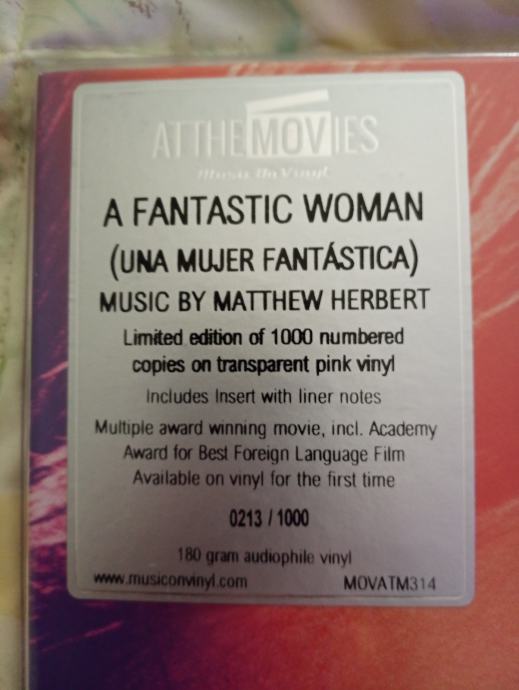 ATTHEMOVIES
Music On Vinyl
A FANTASTIC WOMAN
(UNA MUJER FANTÁSTICA)
MUSIC BY MATTHEW HERBERT
Limited edition of 1000 numbered
copies on transparent pink vinyl
Includes Insert with liner notes
Multiple award winning movie, incl. Academy
Award for Best Foreign Language Film
Available on vinyl for the first time
0213 / 1000
180 gram audiophile vinyl
www.musiconvinyl.com MOVATM314